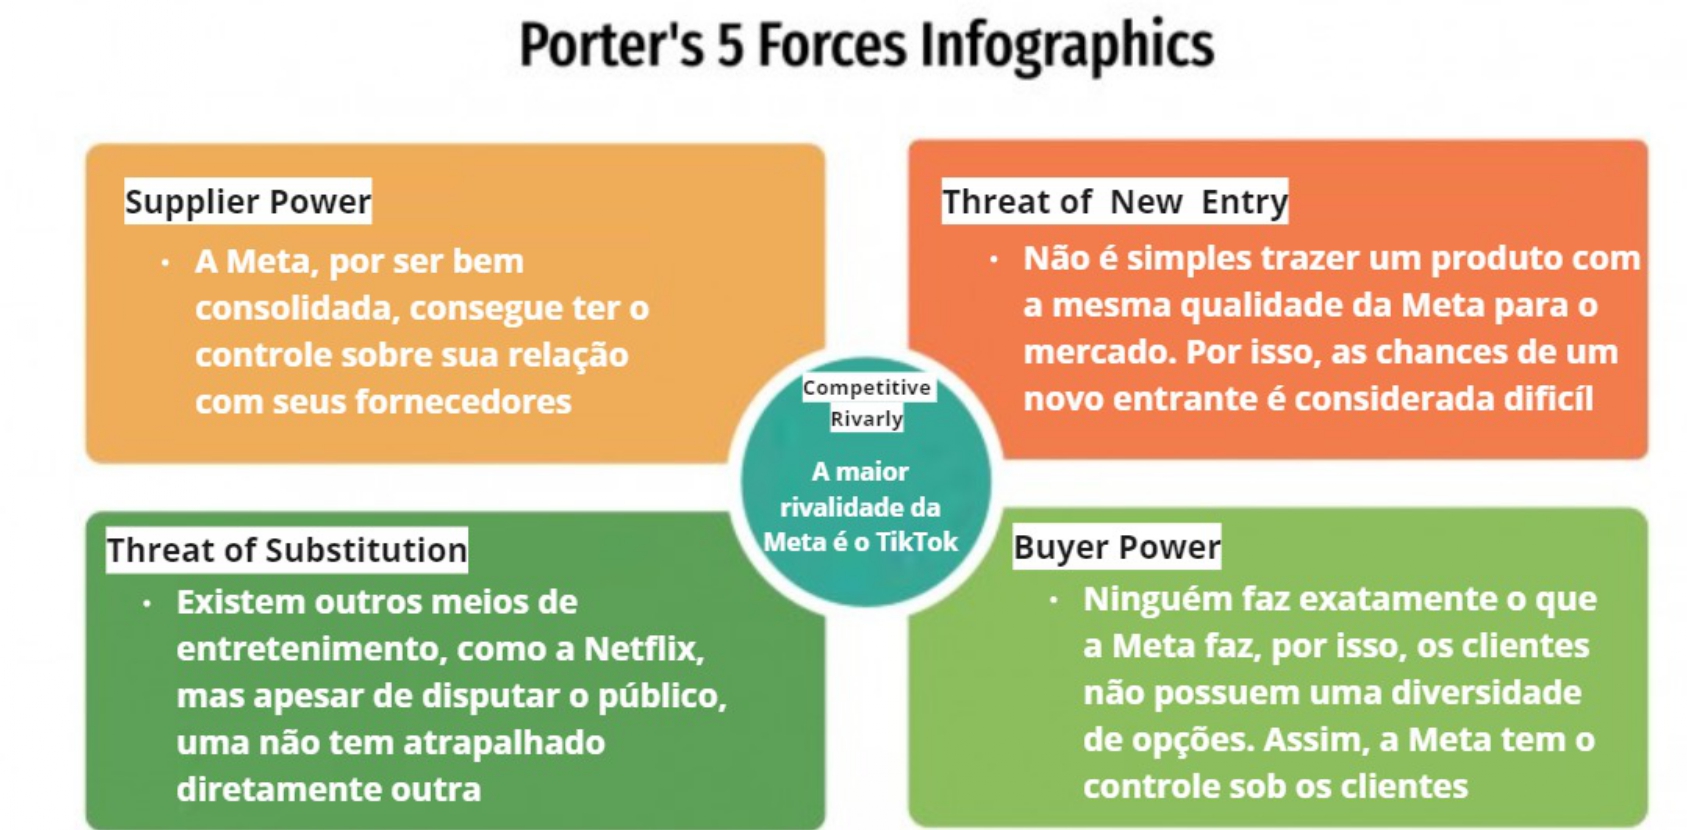 Porter's 5 Forces Infographics
Supplier Power
· A Meta, por ser bem
consolidada, consegue ter o
controle sobre sua relação
com seus fornecedores
Threat of New Entry
· Não é simples trazer um produto com
a mesma qualidade da Meta para o
mercado. Por isso, as chances de um
novo entrante é considerada dificíl
Competitive
Rivarly
A maior
rivalidade da
Meta é o TikTok
Threat of Substitution
· Existem outros meios de
entretenimento, como a Netflix,
mas apesar de disputar o público,
uma não tem atrapalhado
diretamente outra
Buyer Power
· Ninguém faz exatamente o que
a Meta faz, por isso, os clientes
não possuem uma diversidade
de opções. Assim, a Meta tem o
controle sob os clientes